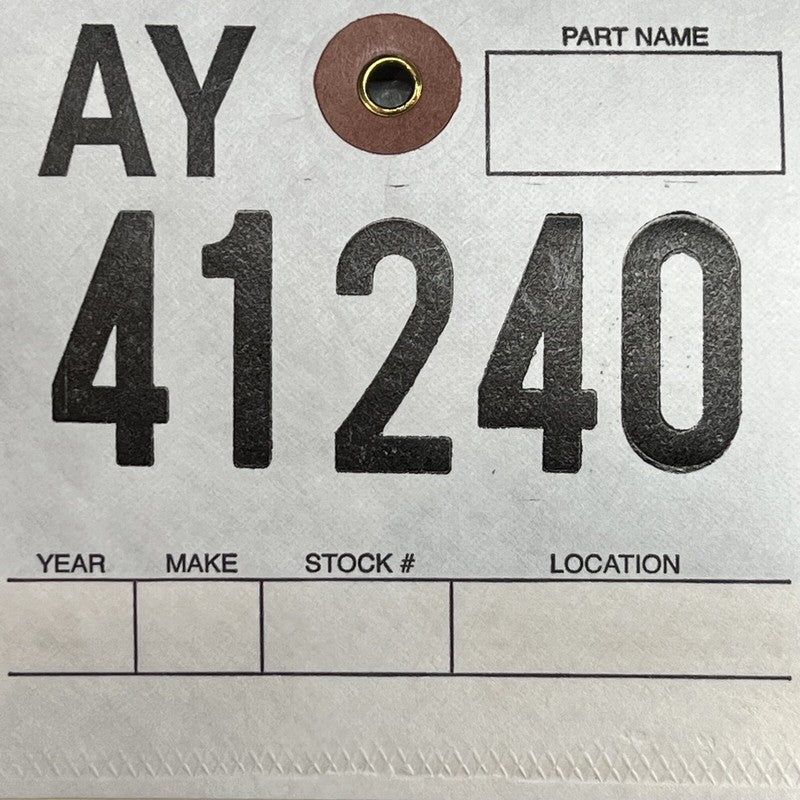 AY
PART NAME
41240
YEAR MAKE STOCK # LOCATION